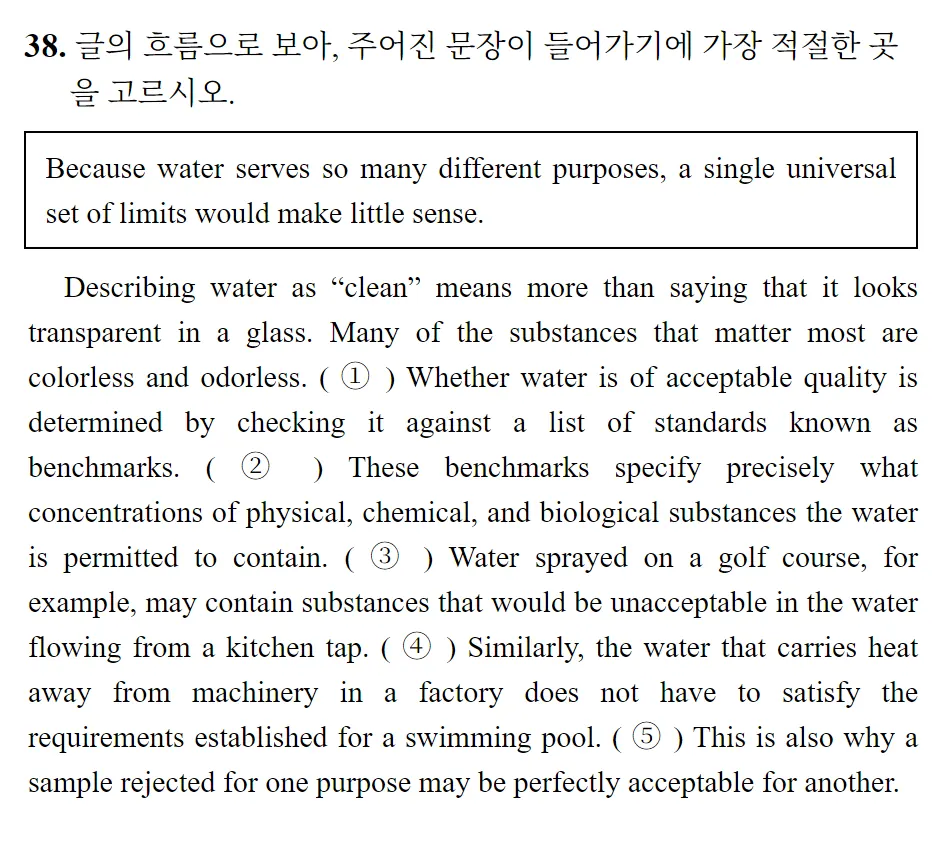 38. 글의 흐름으로 보아, 주어진 문장이 들어가기에 가장 적절한 곳
을 고르시오.
Because water serves so many different purposes, a single universal
set of limits would make little sense.
Describing water as “clean” means more than saying that it looks
transparent in a glass. Many of the substances that matter most are
colorless and odorless. ( ① ) Whether water is of acceptable quality is
determined by checking it against a list of standards known as
benchmarks. ( ② ) These benchmarks specify precisely what
concentrations of physical, chemical, and biological substances the water
is permitted to contain. ( ③ ) Water sprayed on a golf course, for
example, may contain substances that would be unacceptable in the water
flowing from a kitchen tap. ( ④ ) Similarly, the water that carries heat
away from machinery in a factory does not have to satisfy the
requirements established for a swimming pool. ( ⑤ ) This is also why a
sample rejected for one purpose may be perfectly acceptable for another.